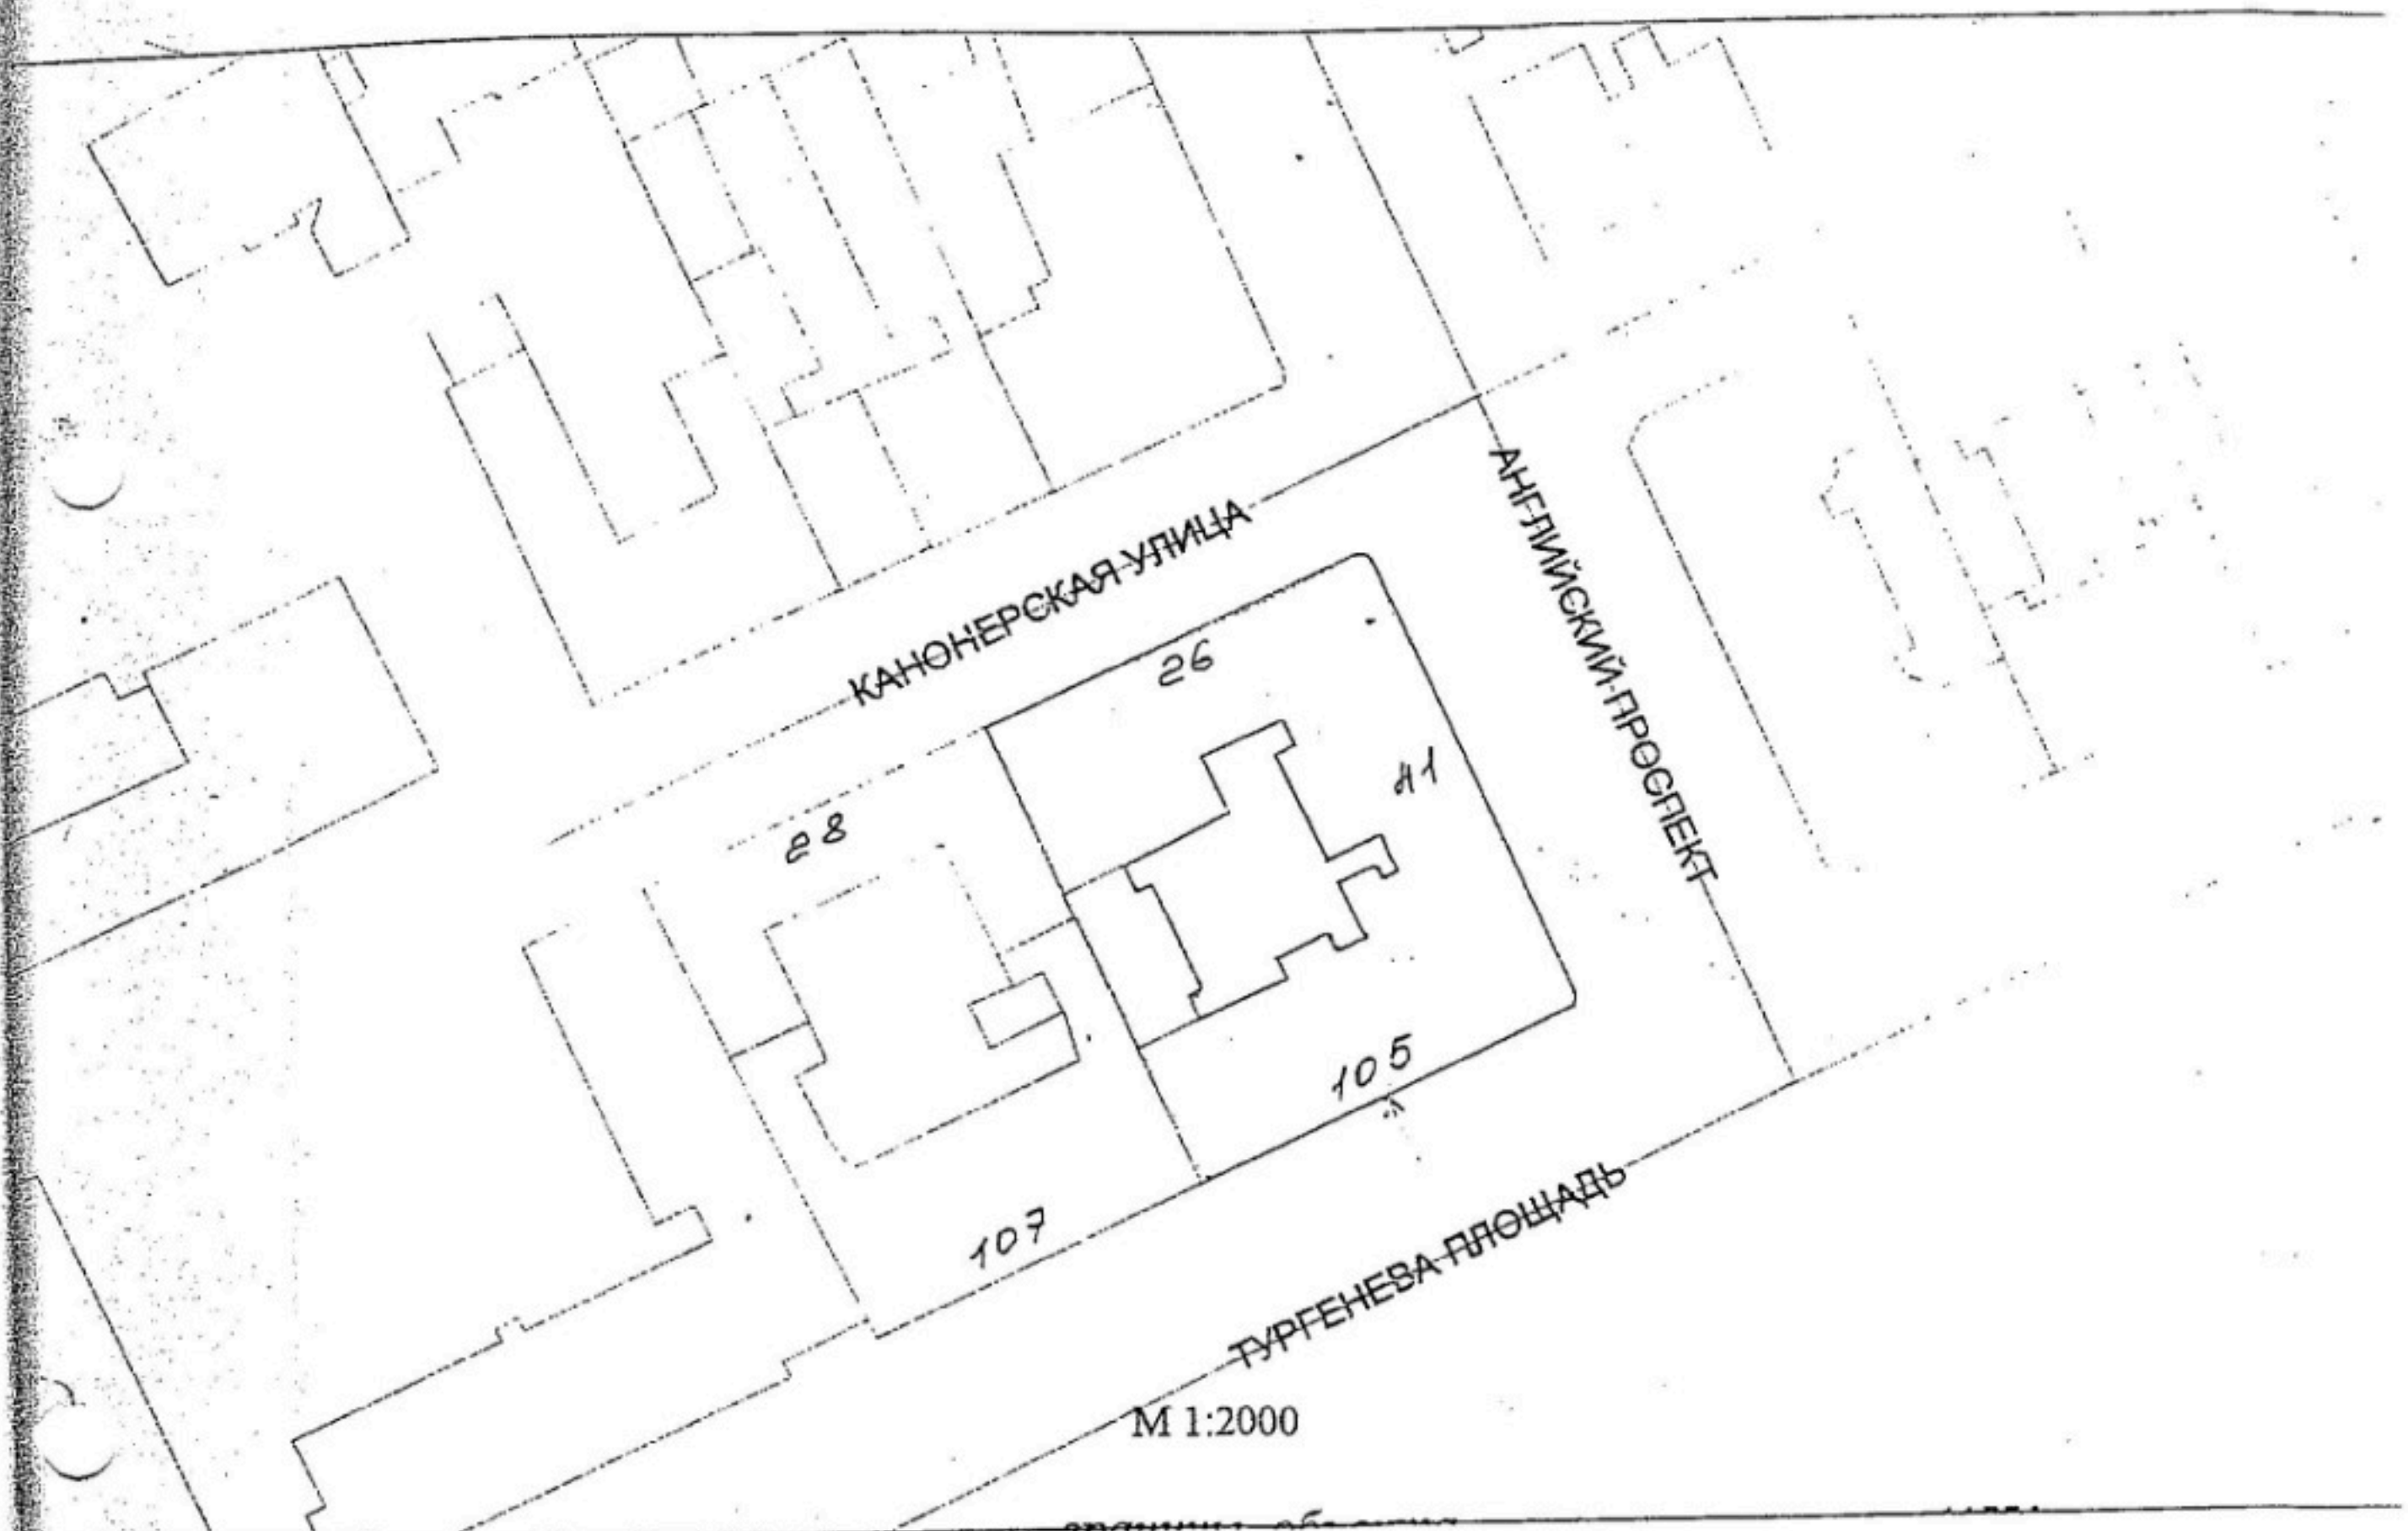 КАНОНЕРСКАЯ УЛИЦА
АНГЛИЙСКИЙ ПРОСПЕКТ
26
41
28
105
107
ТУРГЕНЕВА ПЛОЩАДЬ
М 1:2000